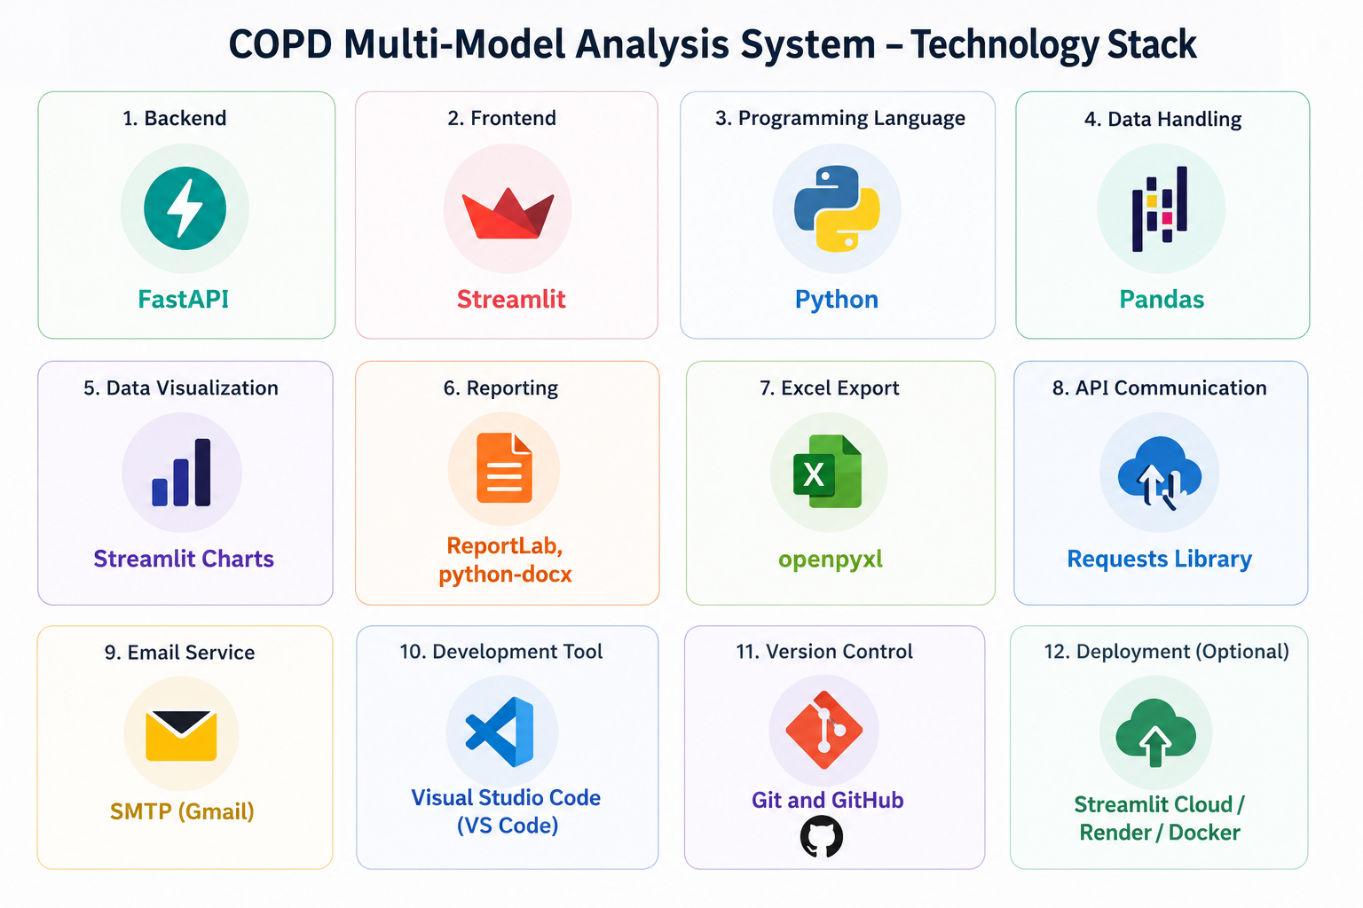 COPD Multi-Model Analysis System – Technology Stack
1. Backend
FastAPI
2. Frontend
Streamlit
3. Programming Language
Python
4. Data Handling
Pandas
5. Data Visualization
Streamlit Charts
6. Reporting
ReportLab,
python-docx
7. Excel Export
X
openpyxl
8. API Communication
Requests Library
9. Email Service
SMTP (Gmail)
10. Development Tool
Visual Studio Code
(VS Code)
11. Version Control
Git and GitHub
12. Deployment (Optional)
Streamlit Cloud /
Render / Docker